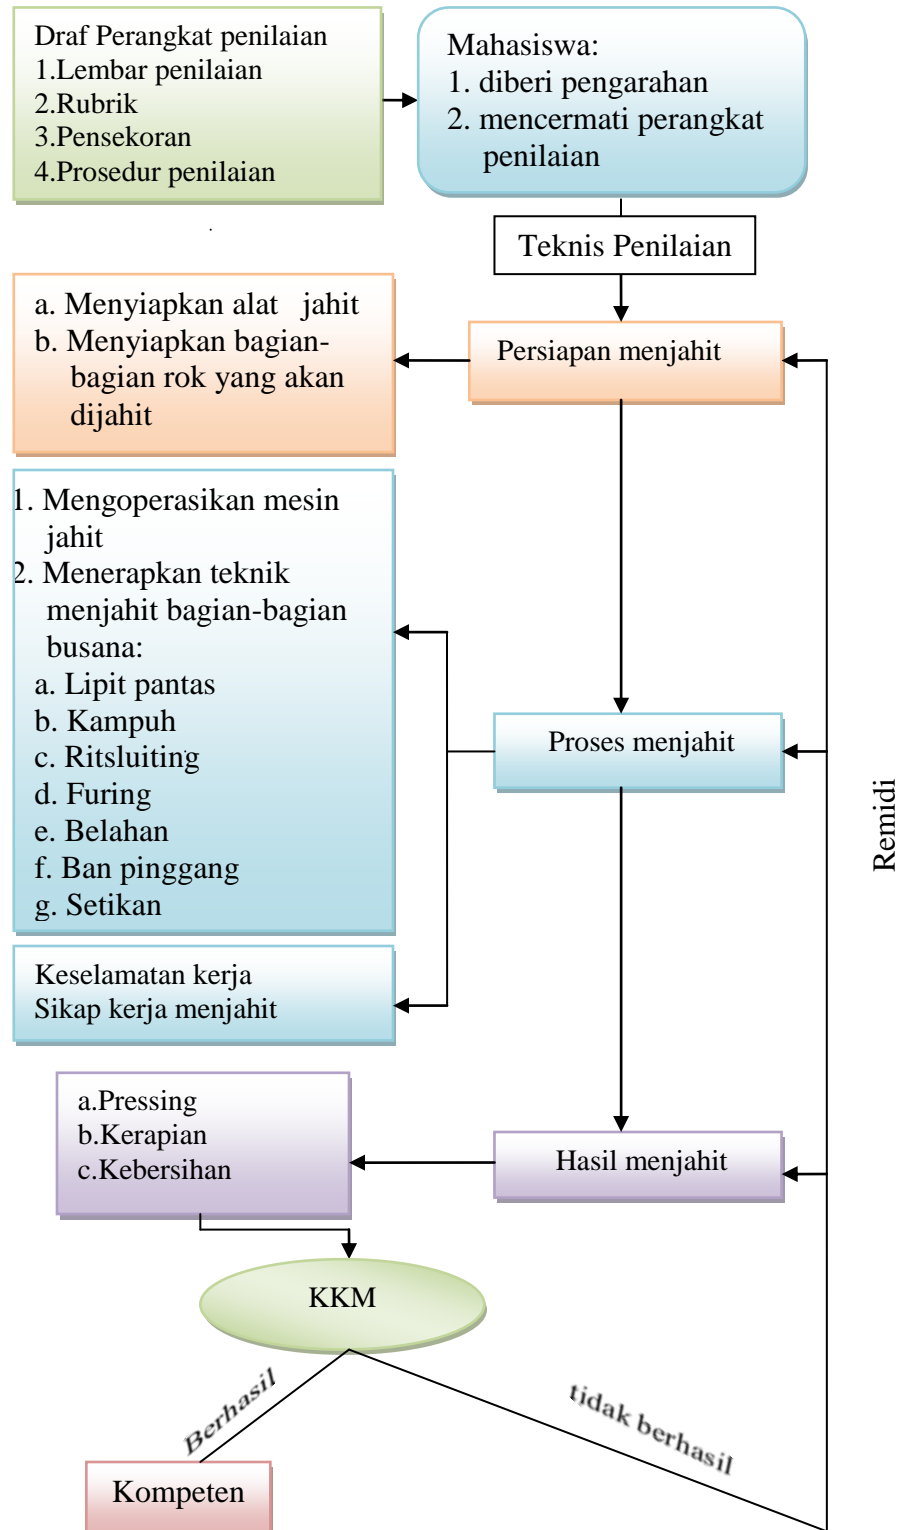 Draf Perangkat penilaian
1.Lembar penilaian
2.Rubrik
3.Pensekoran
4.Prosedur penilaian
Mahasiswa:
1. diberi pengarahan
2. mencermati perangkat
penilaian
Teknis Penilaian
a. Menyiapkan alat jahit
b. Menyiapkan bagian-
bagian rok yang akan
dijahit
Persiapan menjahit
1. Mengoperasikan mesin
jahit
2. Menerapkan teknik
menjahit bagian-bagian
busana:
a. Lipit pantas
b. Kampuh
c. Ritsluiting
d. Furing
e. Belahan
f. Ban pinggang
g. Setikan
Proses menjahit
Remidi
Keselamatan kerja
Sikap kerja menjahit
a.Pressing
b.Kerapian
c.Kebersihan
Hasil menjahit
KKM
Berhasil
tidak berhasil
Kompeten